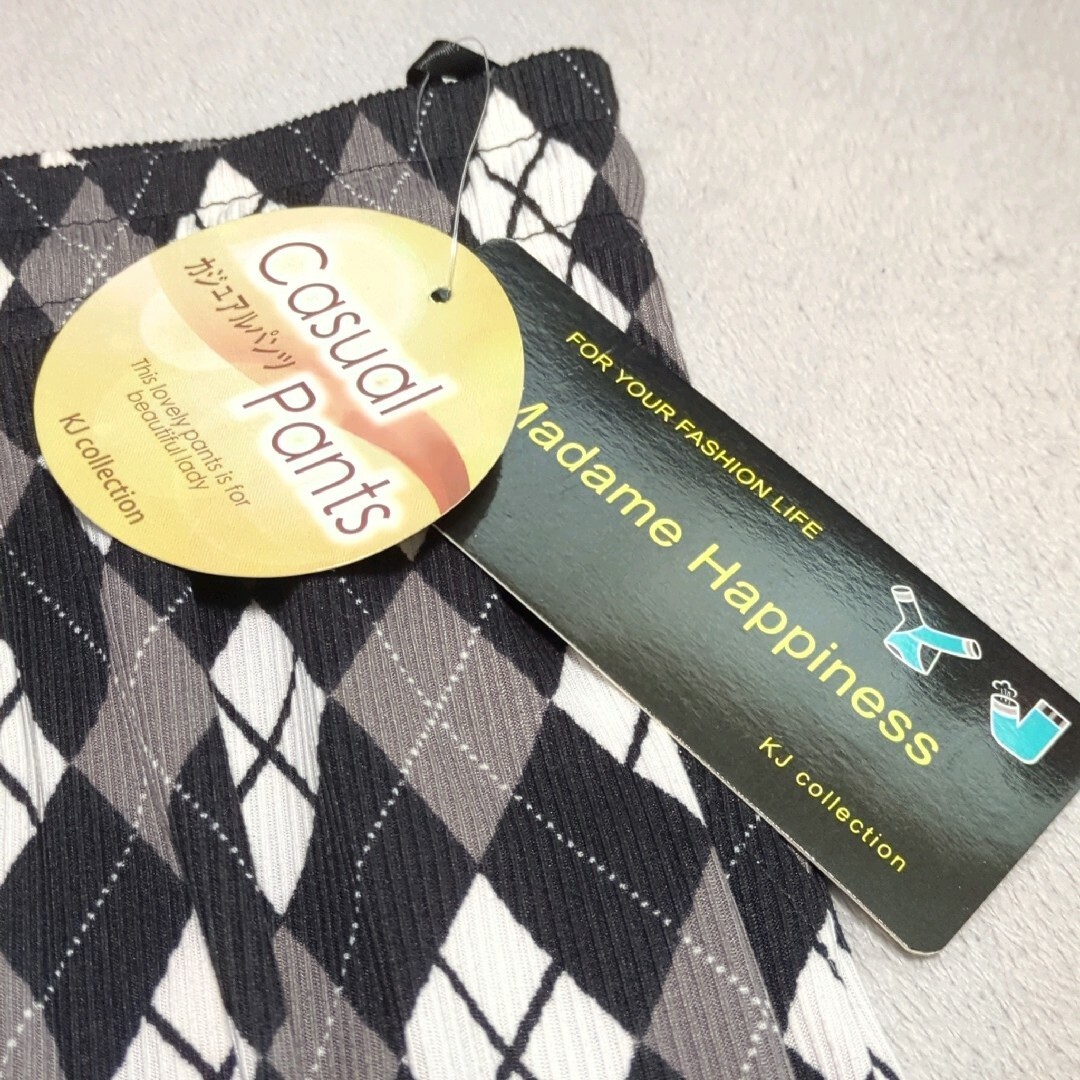 Casual
Pants
カジュアルパンツ
This lovely pants is for
beautiful lady
KJ collection
FOR YOUR FASHION LIFE
Madame Happiness
KJ collection